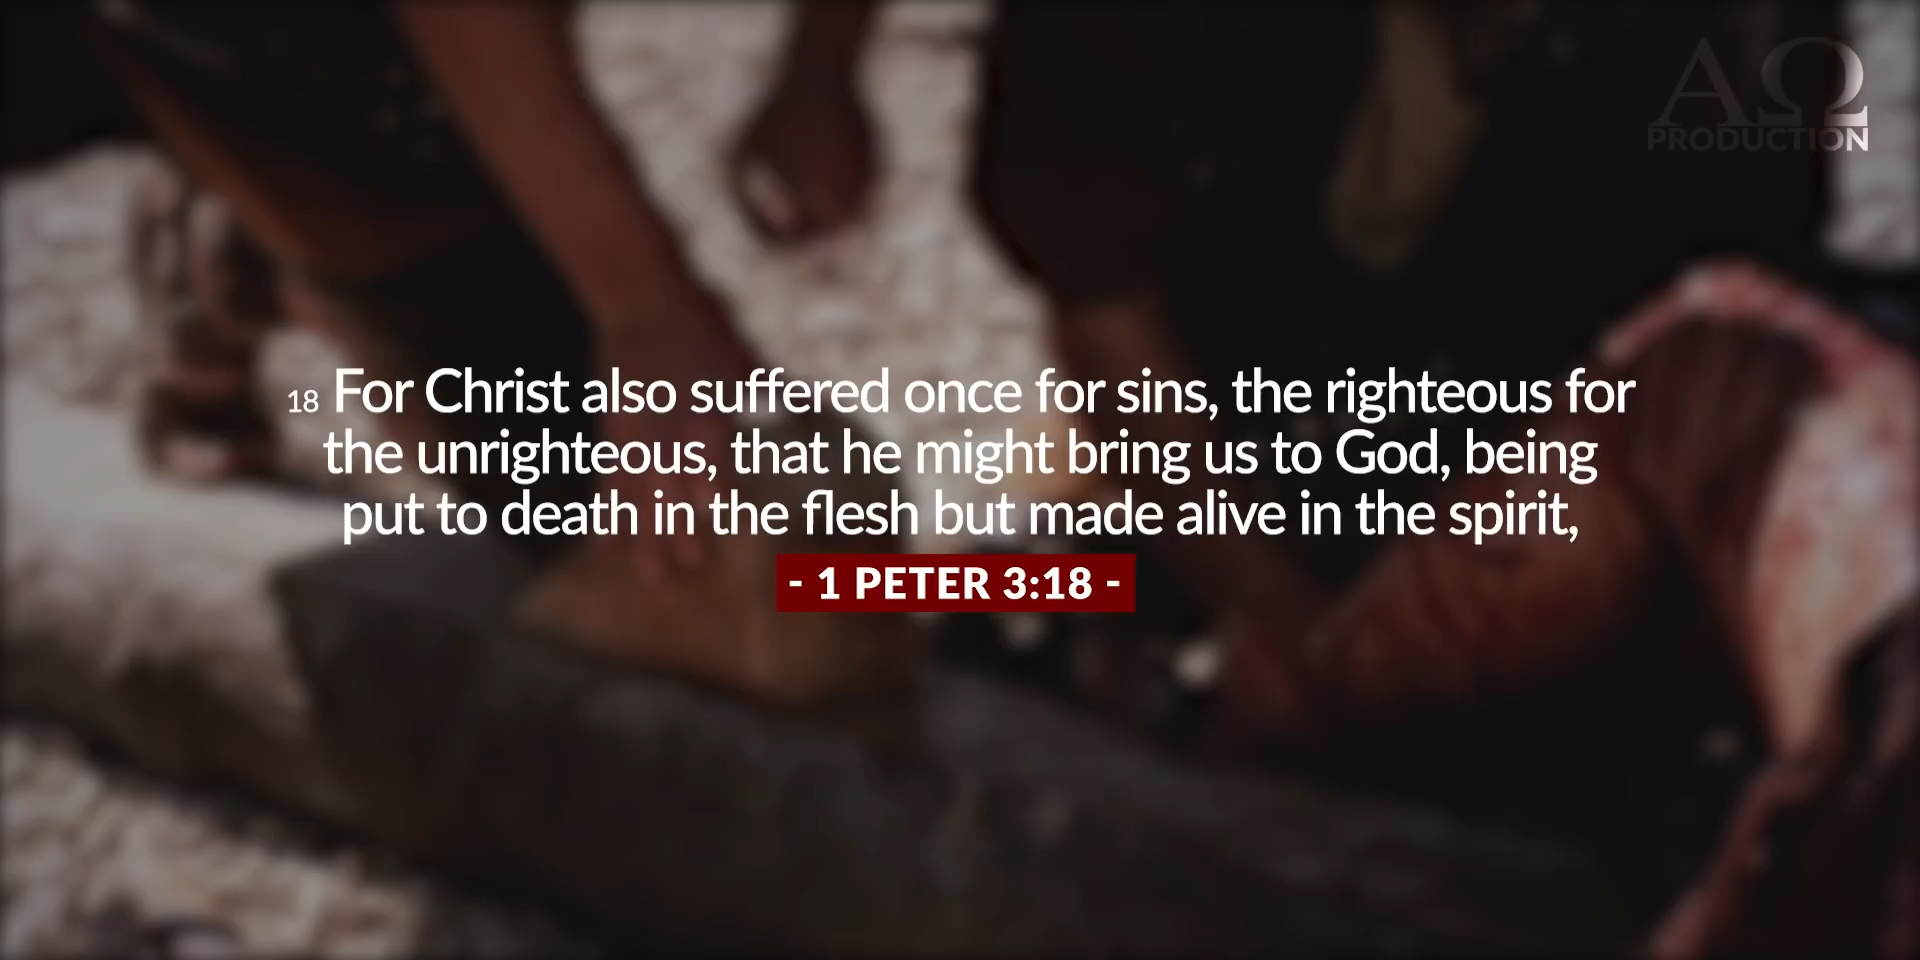 ΑΩ
PRODUCTION
18 For Christ also suffered once for sins, the righteous for
the unrighteous, that he might bring us to God, being
put to death in the flesh but made alive in the spirit,
- 1 PETER 3:18 -